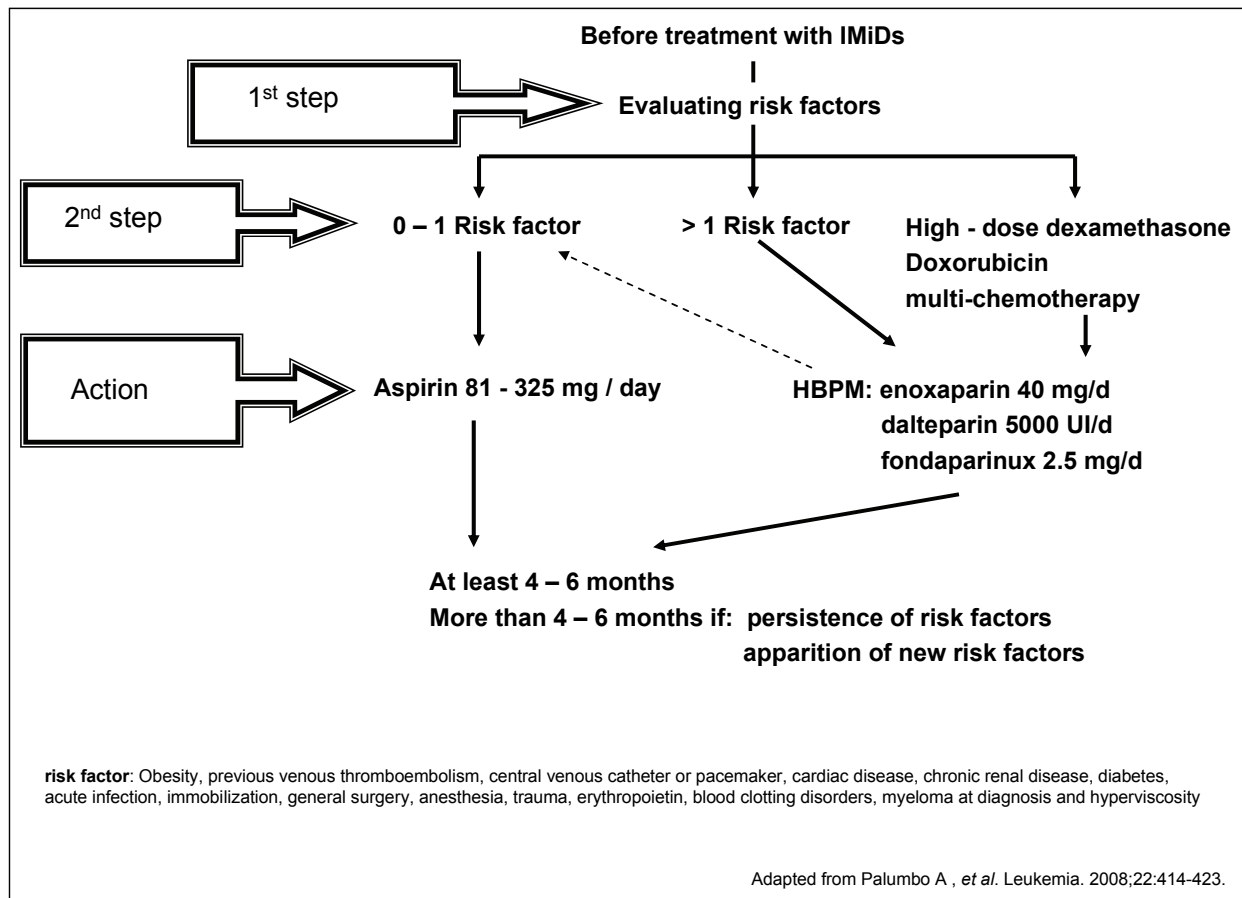 Before treatment with IMiDs
1st step
Evaluating risk factors
2nd step
0 – 1 Risk factor
> 1 Risk factor
High - dose dexamethasone
Doxorubicin
multi-chemotherapy
Action
Aspirin 81 - 325 mg / day
HBPM: enoxaparin 40 mg/d
dalteparin 5000 UI/d
fondaparinux 2.5 mg/d
At least 4 – 6 months
More than 4 – 6 months if: persistence of risk factors
apparition of new risk factors
risk factor: Obesity, previous venous thromboembolism, central venous catheter or pacemaker, cardiac disease, chronic renal disease, diabetes,
acute infection, immobilization, general surgery, anesthesia, trauma, erythropoietin, blood clotting disorders, myeloma at diagnosis and hyperviscosity
Adapted from Palumbo A , et al. Leukemia. 2008;22:414-423.